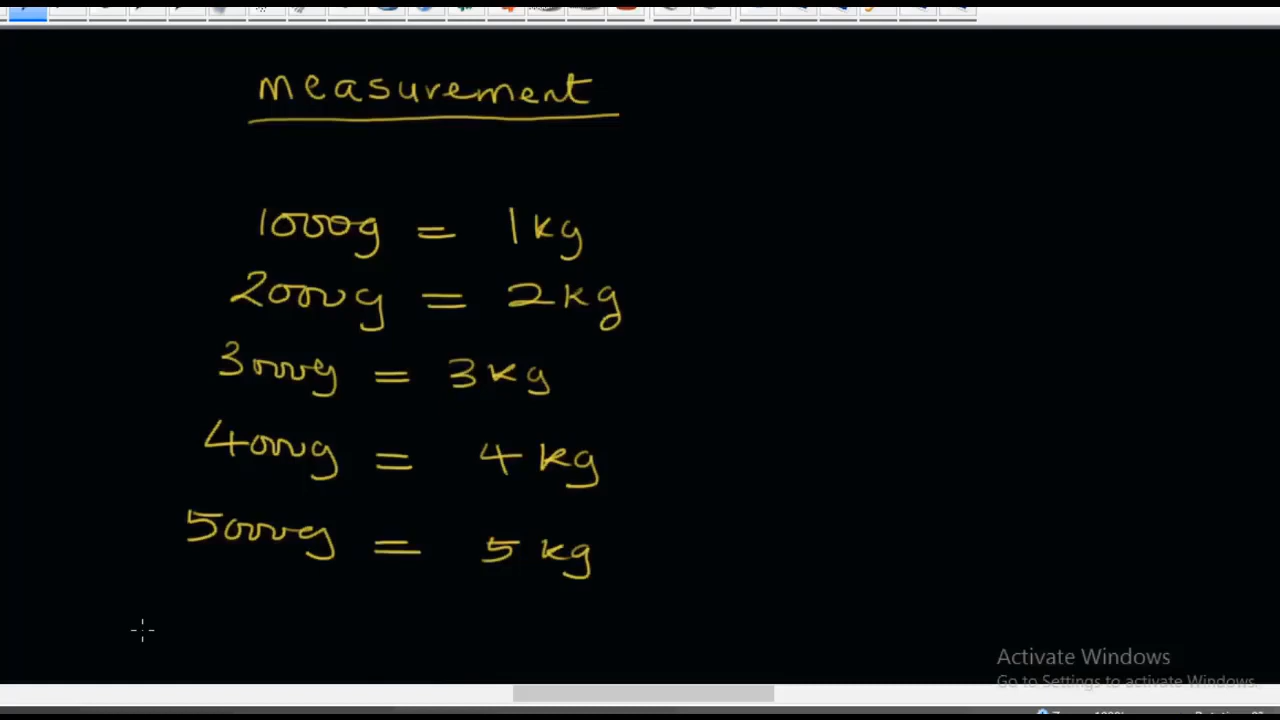 measurement
1000g = 1kg
2000g = 2kg
3000g = 3kg
4000g = 4kg
5000g = 5kg
Activate Windows
Go to Settings to activate Windows.